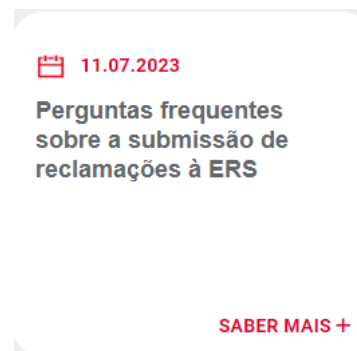 11.07.2023
Perguntas frequentes
sobre a submissão de
reclamações à ERS
SABER MAIS +